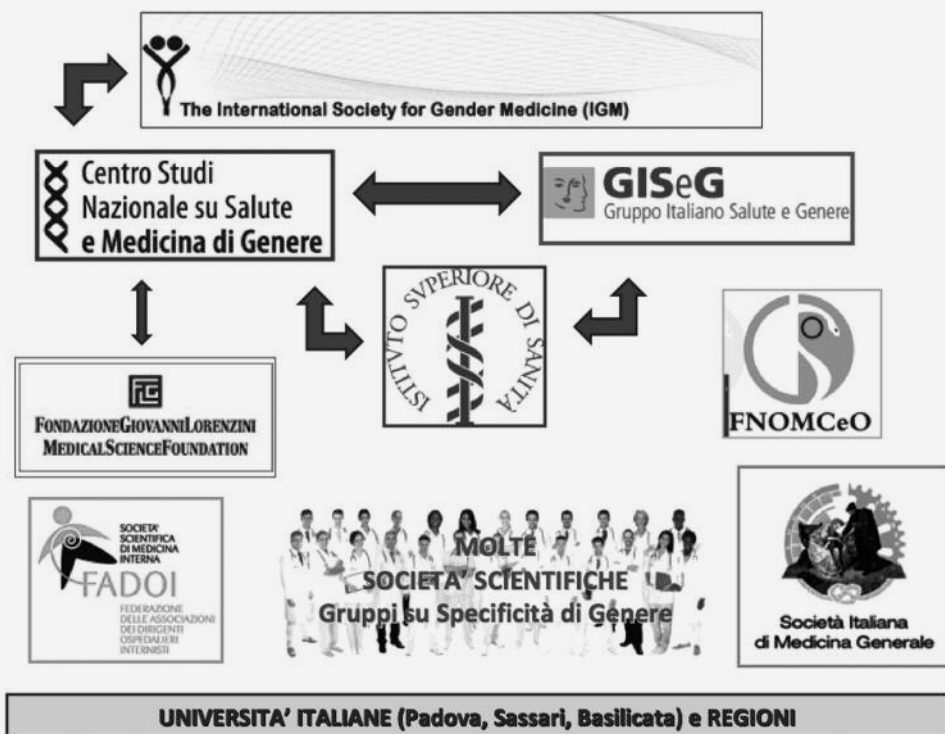 The International Society for Gender Medicine (IGM)
Centro Studi
Nazionale su Salute
e Medicina di Genere
GISeG
Gruppo Italiano Salute e Genere
ISTITVTO SVPERIORE DI SANITÀ
FLG
FONDAZIONEGIOVANNILORENZINI
MEDICALSCIENCEFOUNDATION
FNOMCeO
SOCIETA'
SCIENTIFICA
DI MEDICINA
INTERNA
FADOI
FEDERAZIONE
DELLE ASSOCIAZIONI
DEI DIRIGENTI
OSPEDALIERI
INTERNISTI
MOLTE
SOCIETA' SCIENTIFICHE
Gruppi su Specificità di Genere
Società Italiana
di Medicina Generale
UNIVERSITA' ITALIANE (Padova, Sassari, Basilicata) e REGIONI